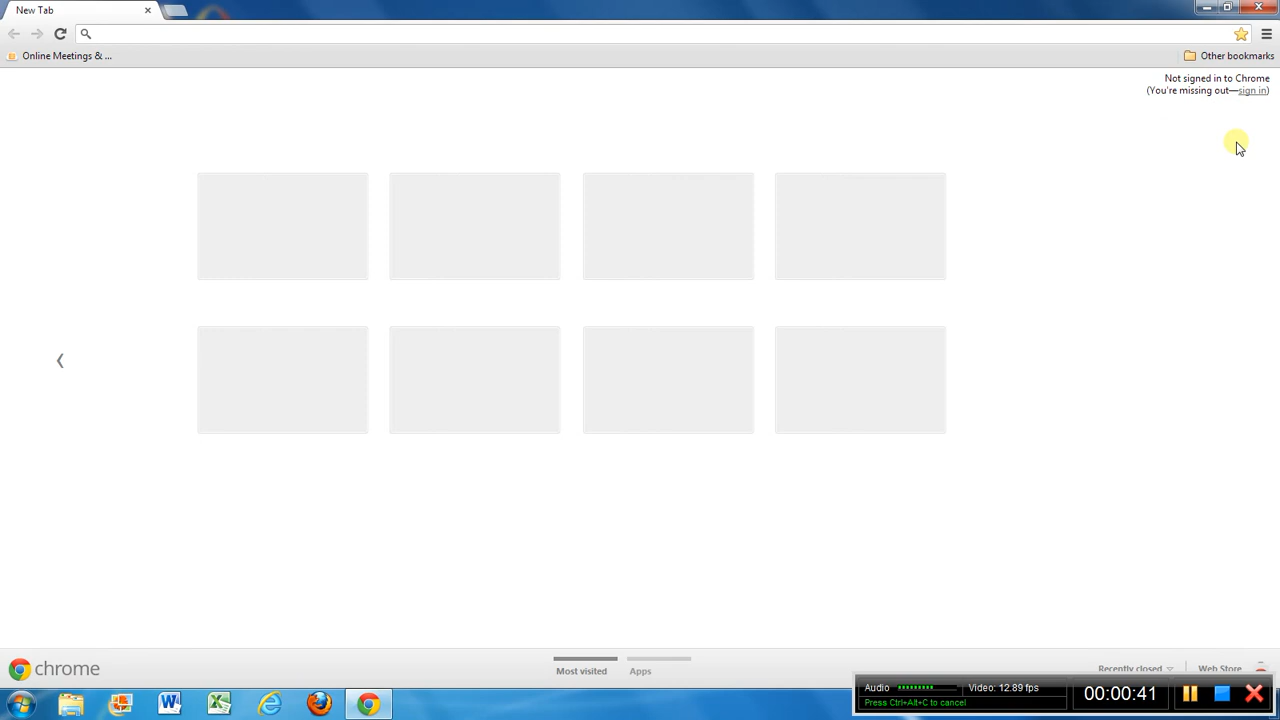 New Tab
Online Meetings & ...
Other bookmarks
Not signed in to Chrome
(You're missing out—sign in)
chrome
Most visited
Apps
Recently closed
Web Store
Audio
Video: 12.89 fps
Press Ctrl+Alt+C to cancel
00:00:41